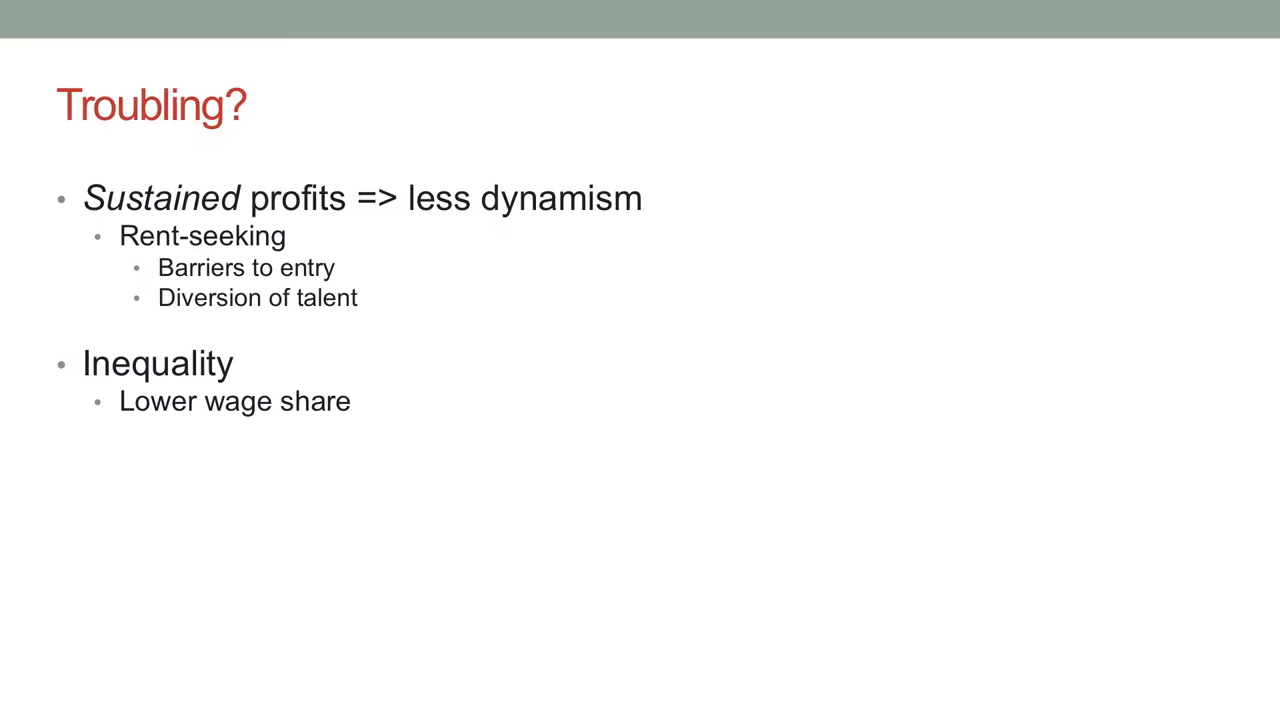 Troubling?
• Sustained profits => less dynamism
• Rent-seeking
• Barriers to entry
• Diversion of talent
• Inequality
• Lower wage share